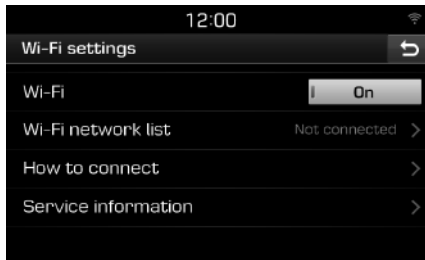 12:00
Wi-Fi settings
Wi-Fi On
Wi-Fi network list Not connected
How to connect
Service information